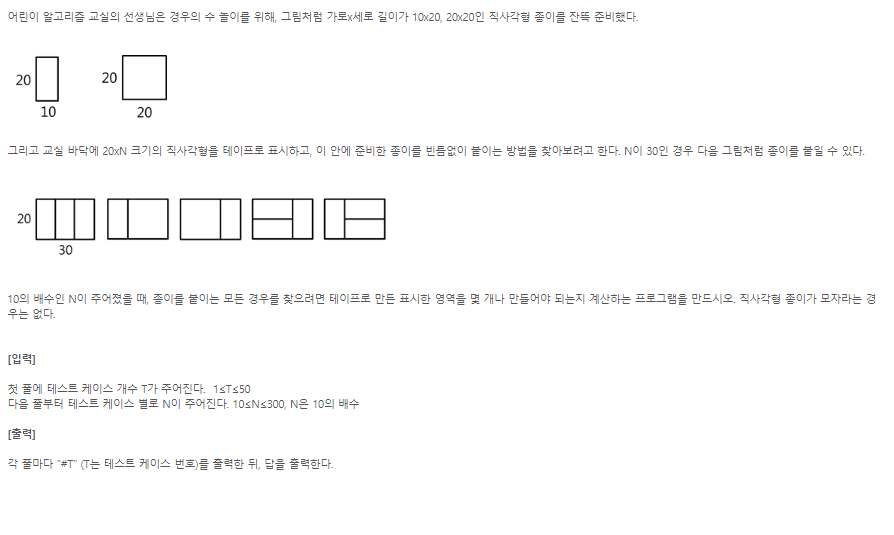 어린이 알고리즘 교실의 선생님은 경우의 수 놀이를 위해, 그림처럼 가로x세로 길이가 10x20, 20x20인 직사각형 종이를 잔뜩 준비했다.
20
20
10
20
그리고 교실 바닥에 20xN 크기의 직사각형을 테이프로 표시하고, 이 안에 준비한 종이를 빈틈없이 붙이는 방법을 찾아보려고 한다. N이 30인 경우 다음 그림처럼 종이를 붙일 수 있다.
20
30
10의 배수인 N이 주어졌을 때, 종이를 붙이는 모든 경우를 찾으려면 테이프로 만든 표시한 영역을 몇 개나 만들어야 되는지 계산하는 프로그램을 만드시오. 직사각형 종이가 모자라는 경
우는 없다.
[입력]
첫 줄에 테스트 케이스 개수 T가 주어진다. 1≤T≤50
다음 줄부터 테스트 케이스 별로 N이 주어진다. 10≤N≤300, N은 10의 배수
[출력]
각 줄마다 "#T" (T는 테스트 케이스 번호)를 출력한 뒤, 답을 출력한다.